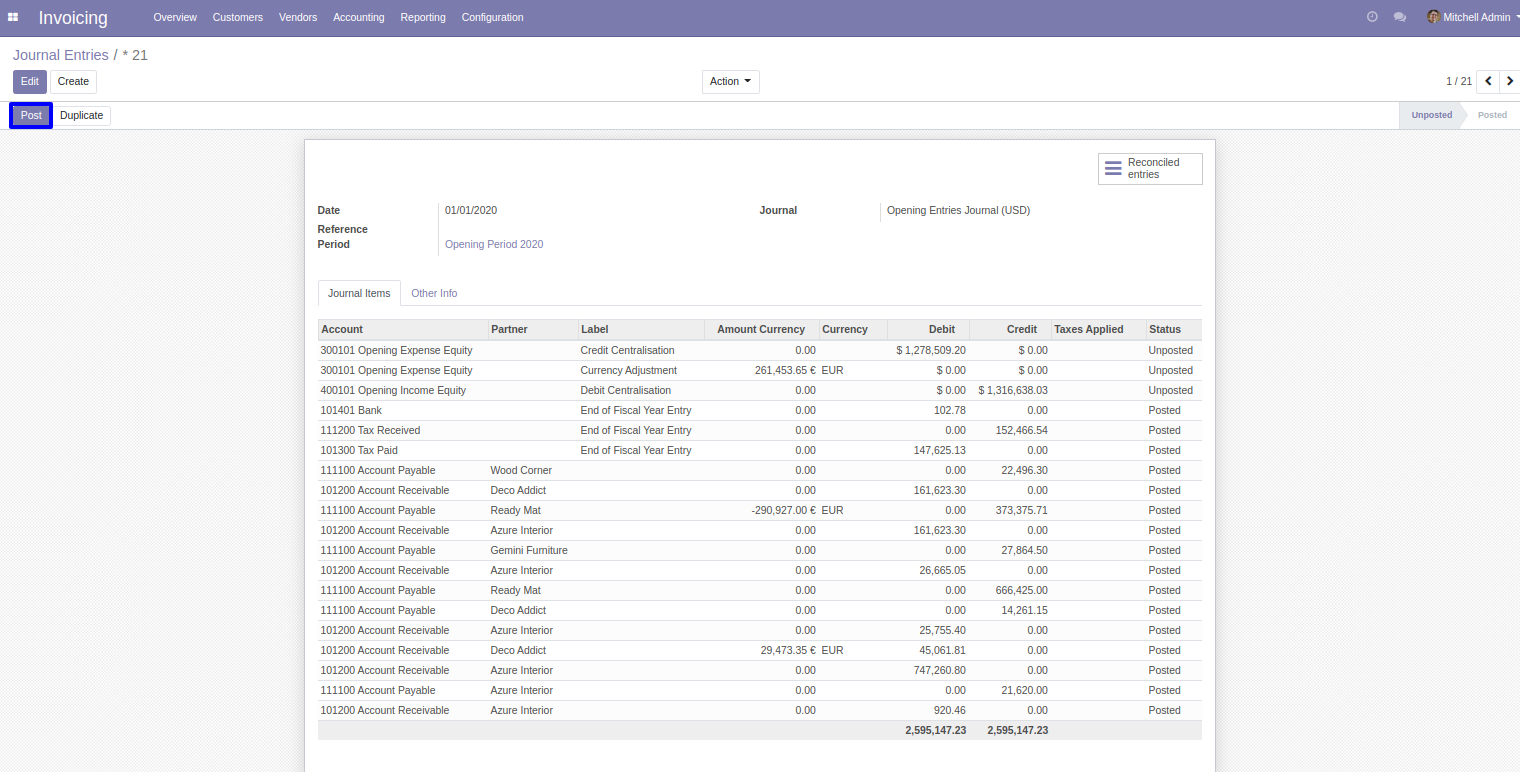 Invoicing Overview Customers Vendors Accounting Reporting Configuration Mitchell Admin
Journal Entries / * 21
Edit Create Action 1 / 21
Post Duplicate Unposted Posted
Reconciled
entries
Date 01/01/2020 Journal Opening Entries Journal (USD)
Reference
Period Opening Period 2020
Journal Items Other Info
Account Partner Label Amount Currency Currency Debit Credit Taxes Applied Status
300101 Opening Expense Equity Credit Centralisation 0.00 $ 1,278,509.20 $ 0.00 Unposted
300101 Opening Expense Equity Currency Adjustment 261,453.65 € EUR $ 0.00 $ 0.00 Unposted
400101 Opening Income Equity Debit Centralisation 0.00 $ 0.00 $ 1,316,638.03 Unposted
101401 Bank End of Fiscal Year Entry 0.00 102.78 0.00 Posted
111200 Tax Received End of Fiscal Year Entry 0.00 0.00 152,466.54 Posted
101300 Tax Paid End of Fiscal Year Entry 0.00 147,625.13 0.00 Posted
111100 Account Payable Wood Corner 0.00 0.00 22,496.30 Posted
101200 Account Receivable Deco Addict 0.00 161,623.30 0.00 Posted
111100 Account Payable Ready Mat -290,927.00 € EUR 0.00 373,375.71 Posted
101200 Account Receivable Azure Interior 0.00 161,623.30 0.00 Posted
111100 Account Payable Gemini Furniture 0.00 0.00 27,864.50 Posted
101200 Account Receivable Azure Interior 0.00 26,665.05 0.00 Posted
111100 Account Payable Ready Mat 0.00 0.00 666,425.00 Posted
111100 Account Payable Deco Addict 0.00 0.00 14,261.15 Posted
101200 Account Receivable Azure Interior 0.00 25,755.40 0.00 Posted
101200 Account Receivable Deco Addict 29,473.35 € EUR 45,061.81 0.00 Posted
101200 Account Receivable Azure Interior 0.00 747,260.80 0.00 Posted
111100 Account Payable Azure Interior 0.00 0.00 21,620.00 Posted
101200 Account Receivable Azure Interior 0.00 920.46 0.00 Posted
2,595,147.23 2,595,147.23